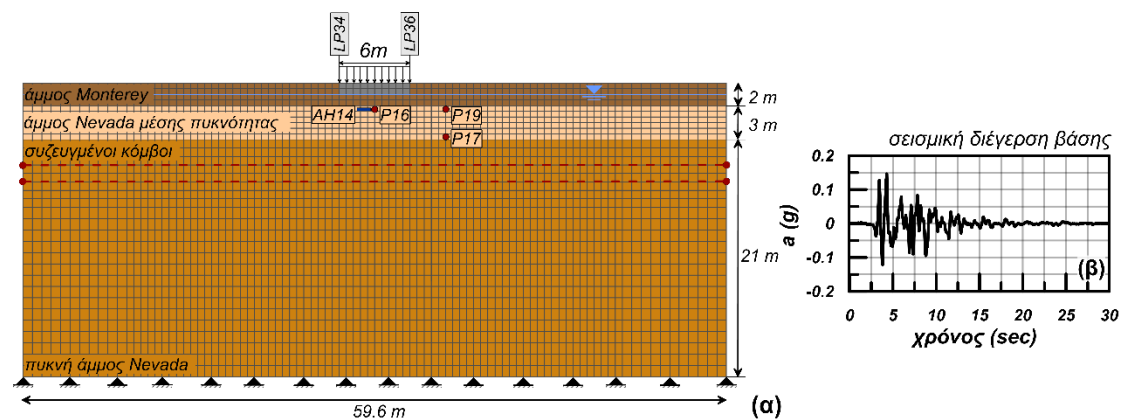 LP34
LP36
6m
άμμος Monterey
2 m
AH14
P16
P19
άμμος Nevada μέσης πυκνότητας
3 m
P17
συζευγμένοι κόμβοι
21 m
πυκνή άμμος Nevada
59.6 m
(α)
σεισμική διέγερση βάσης
0.2
0.1
0
-0.1
-0.2
a (g)
(β)
0 5 10 15 20 25 30
χρόνος (sec)